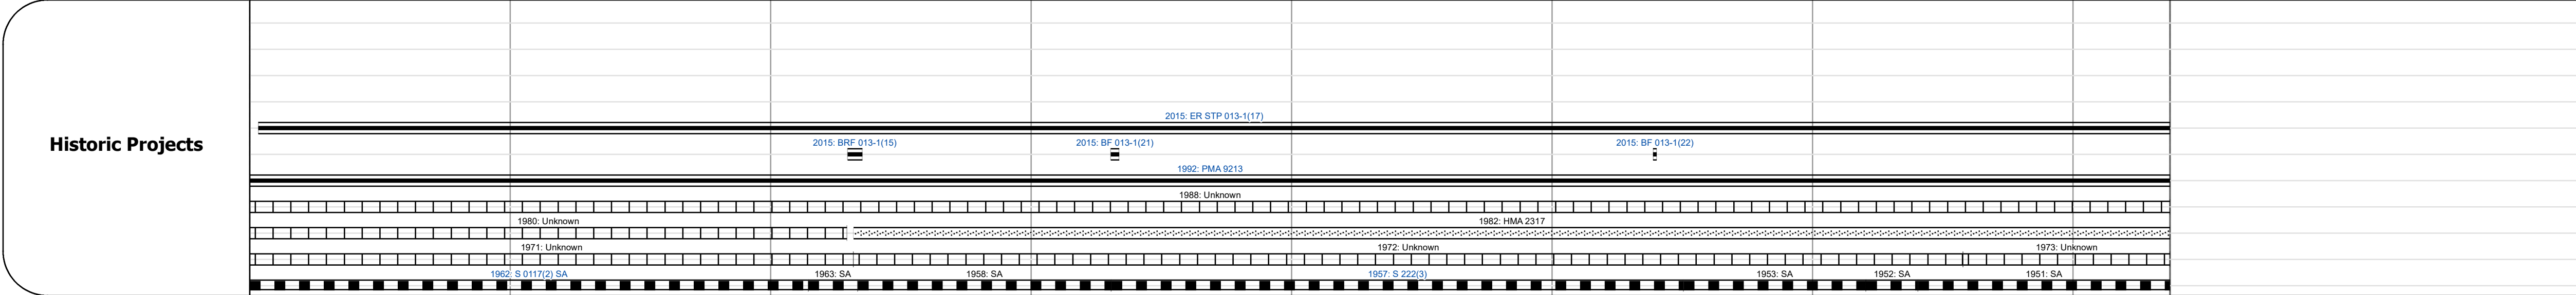 2015: ER STP 013-1(17)
Historic Projects
2015: BRF 013-1(15) 2015: BF 013-1(21) 2015: BF 013-1(22)
1992: PMA 9213
1988: Unknown
1980: Unknown 1982: HMA 2317
1971: Unknown 1972: Unknown 1973: Unknown
1962: S 0117(2) SA 1963: SA 1958: SA 1957: S 222(3) 1953: SA 1952: SA 1951: SA